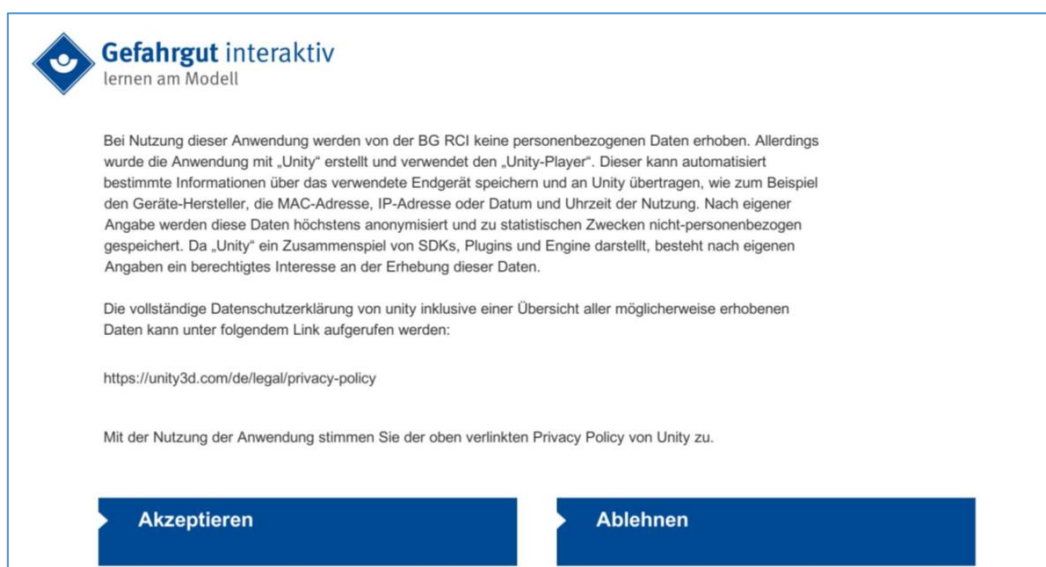 Gefahrgut interaktiv
lernen am Modell
Bei Nutzung dieser Anwendung werden von der BG RCI keine personenbezogenen Daten erhoben. Allerdings
wurde die Anwendung mit „Unity“ erstellt und verwendet den „Unity-Player“. Dieser kann automatisiert
bestimmte Informationen über das verwendete Endgerät speichern und an Unity übertragen, wie zum Beispiel
den Geräte-Hersteller, die MAC-Adresse, IP-Adresse oder Datum und Uhrzeit der Nutzung. Nach eigener
Angabe werden diese Daten höchstens anonymisiert und zu statistischen Zwecken nicht-personenbezogen
gespeichert. Da „Unity“ ein Zusammenspiel von SDKs, Plugins und Engine darstellt, besteht nach eigenen
Angaben ein berechtigtes Interesse an der Erhebung dieser Daten.
Die vollständige Datenschutzerklärung von unity inklusive einer Übersicht aller möglicherweise erhobenen
Daten kann unter folgendem Link aufgerufen werden:
https://unity3d.com/de/legal/privacy-policy
Mit der Nutzung der Anwendung stimmen Sie der oben verlinkten Privacy Policy von Unity zu.
Akzeptieren
Ablehnen